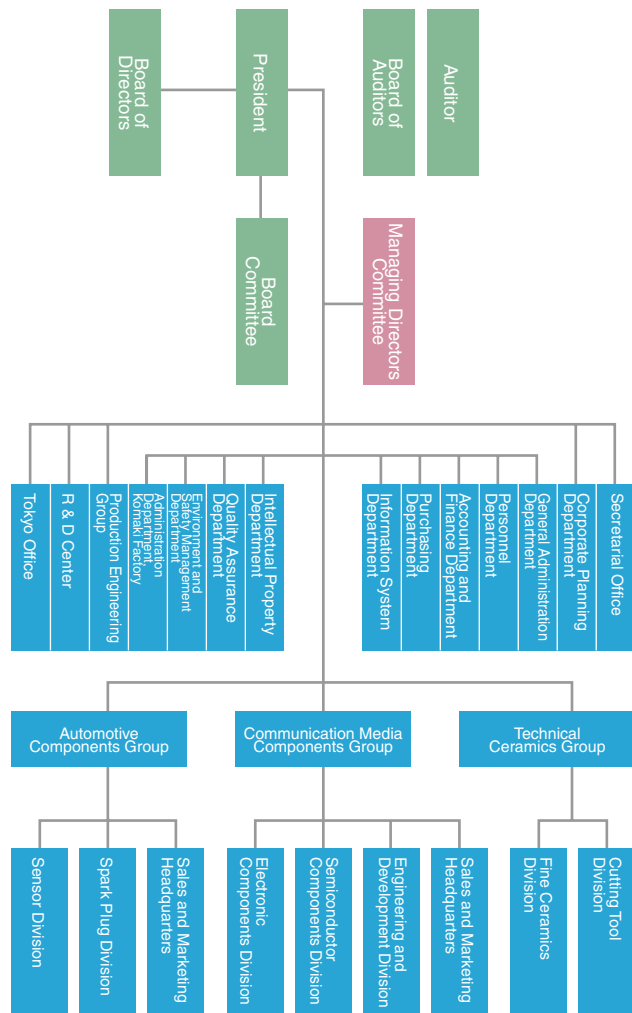 Board of
Directors
President
Board of
Auditors
Auditor
Board
Committee
Managing Directors
Committee
Tokyo Office
R & D Center
Production Engineering
Group
Administration
Department,
Komaki Factory
Environment and
Safety Management
Department
Quality Assurance
Department
Intellectual Property
Department
Information System
Department
Purchasing
Department
Accounting and
Finance Department
Personnel
Department
General Administration
Department
Corporate Planning
Department
Secretarial Office
Automotive
Components Group
Communication Media
Components Group
Technical
Ceramics Group
Sensor Division
Spark Plug Division
Sales and Marketing
Headquarters
Electronic
Components Division
Semiconductor
Components Division
Engineering and
Development Division
Sales and Marketing
Headquarters
Fine Ceramics
Division
Cutting Tool
Division